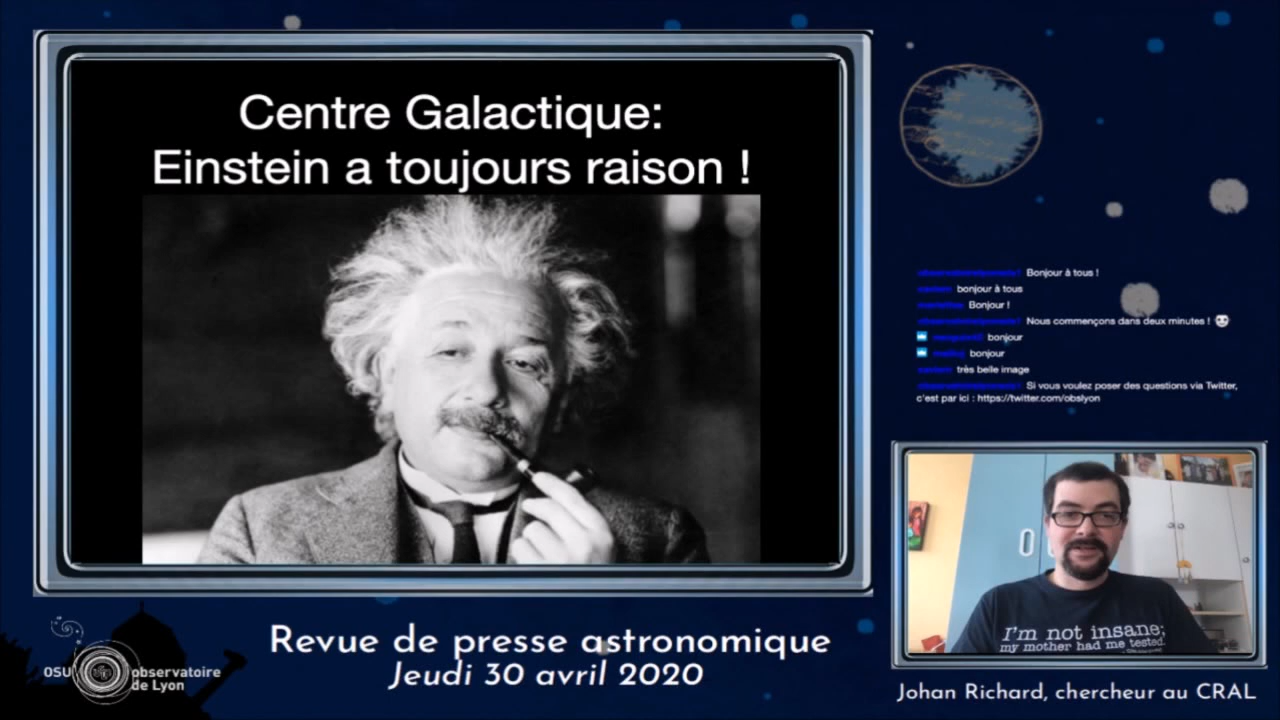 Centre Galactique:
Einstein a toujours raison !
Bonjour à tous !
bonjour à tous
Bonjour !
Nous commençons dans deux minutes !
bonjour
bonjour
très belle image
Si vous voulez poser des questions via Twitter,
c'est par ici : https://twitter.com/obslyon
I'm not insane;
my mother had me tested.
Revue de presse astronomique
Jeudi 30 avril 2020
OSU
observatoire
de Lyon
Johan Richard, chercheur au CRAL